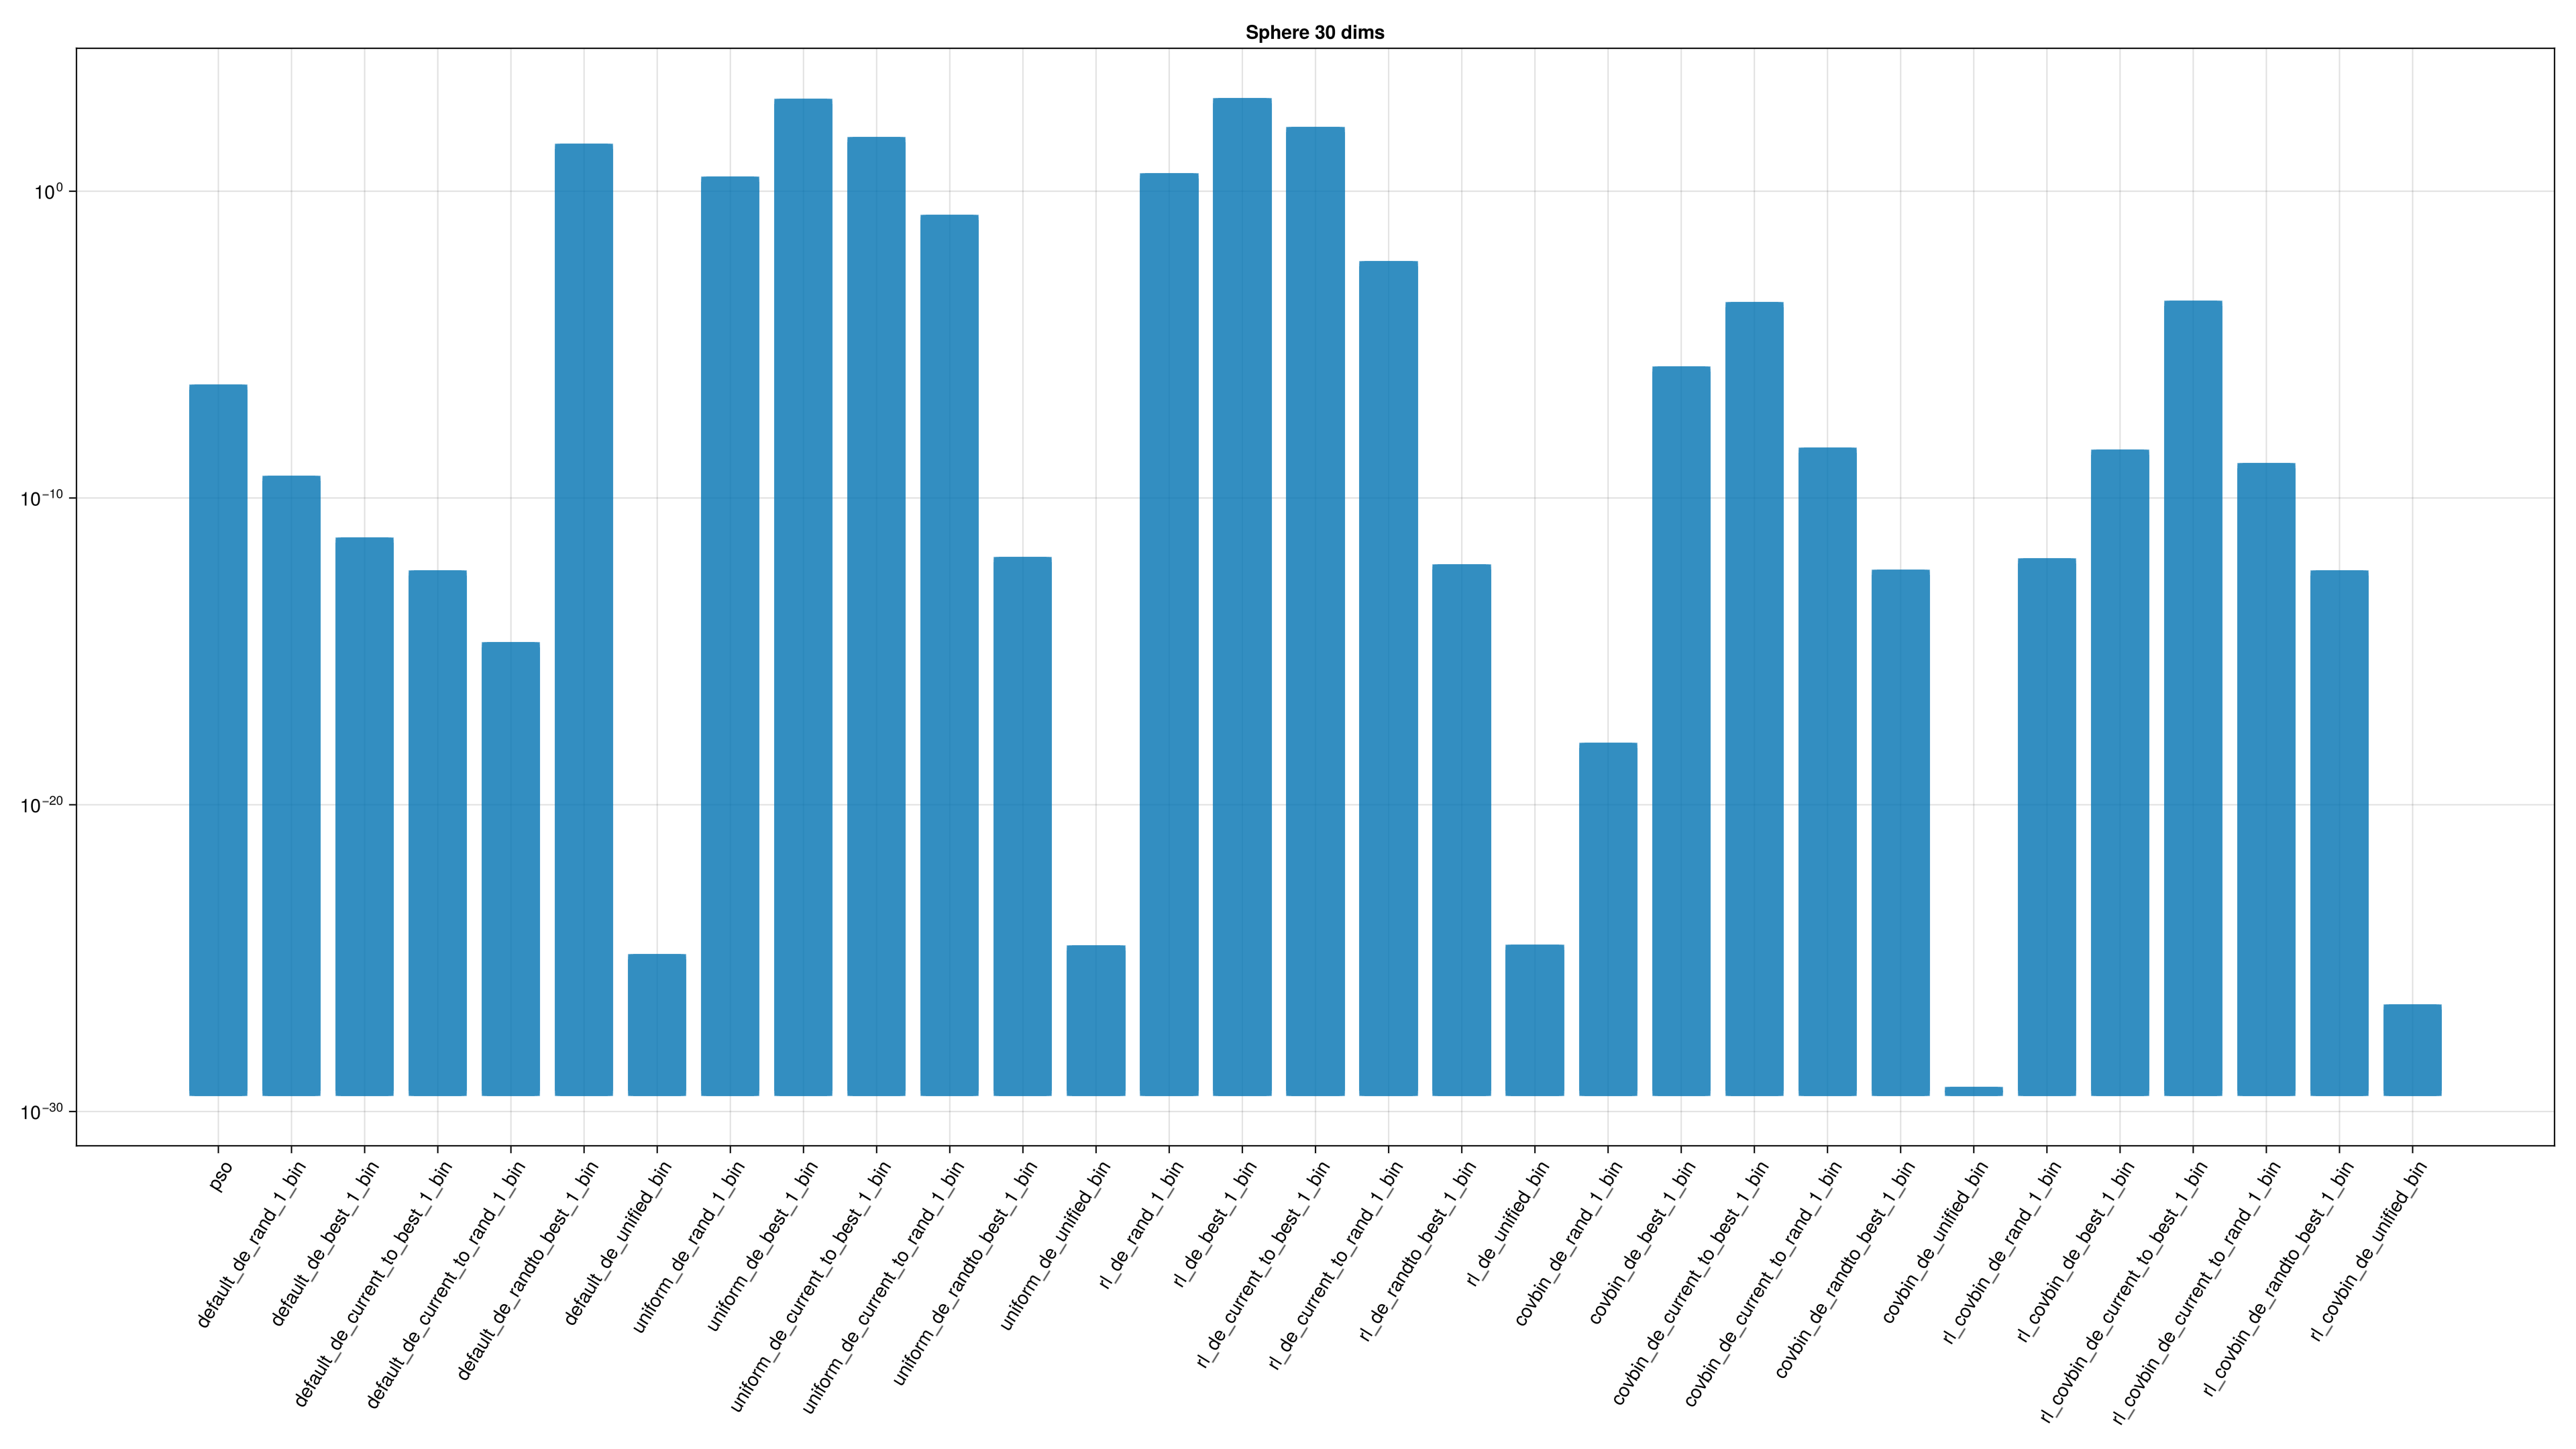 Sphere 30 dims
10⁰
10⁻¹⁰
10⁻²⁰
10⁻³⁰
pso
default_de_rand_1_bin
default_de_best_1_bin
default_de_current_to_best_1_bin
default_de_current_to_rand_1_bin
default_de_randto_best_1_bin
default_de_unified_bin
uniform_de_rand_1_bin
uniform_de_best_1_bin
uniform_de_current_to_best_1_bin
uniform_de_current_to_rand_1_bin
uniform_de_randto_best_1_bin
uniform_de_unified_bin
rl_de_rand_1_bin
rl_de_best_1_bin
rl_de_current_to_best_1_bin
rl_de_current_to_rand_1_bin
rl_de_randto_best_1_bin
rl_de_unified_bin
covbin_de_rand_1_bin
covbin_de_best_1_bin
covbin_de_current_to_best_1_bin
covbin_de_current_to_rand_1_bin
covbin_de_randto_best_1_bin
covbin_de_unified_bin
rl_covbin_de_rand_1_bin
rl_covbin_de_best_1_bin
rl_covbin_de_current_to_best_1_bin
rl_covbin_de_current_to_rand_1_bin
rl_covbin_de_randto_best_1_bin
rl_covbin_de_unified_bin